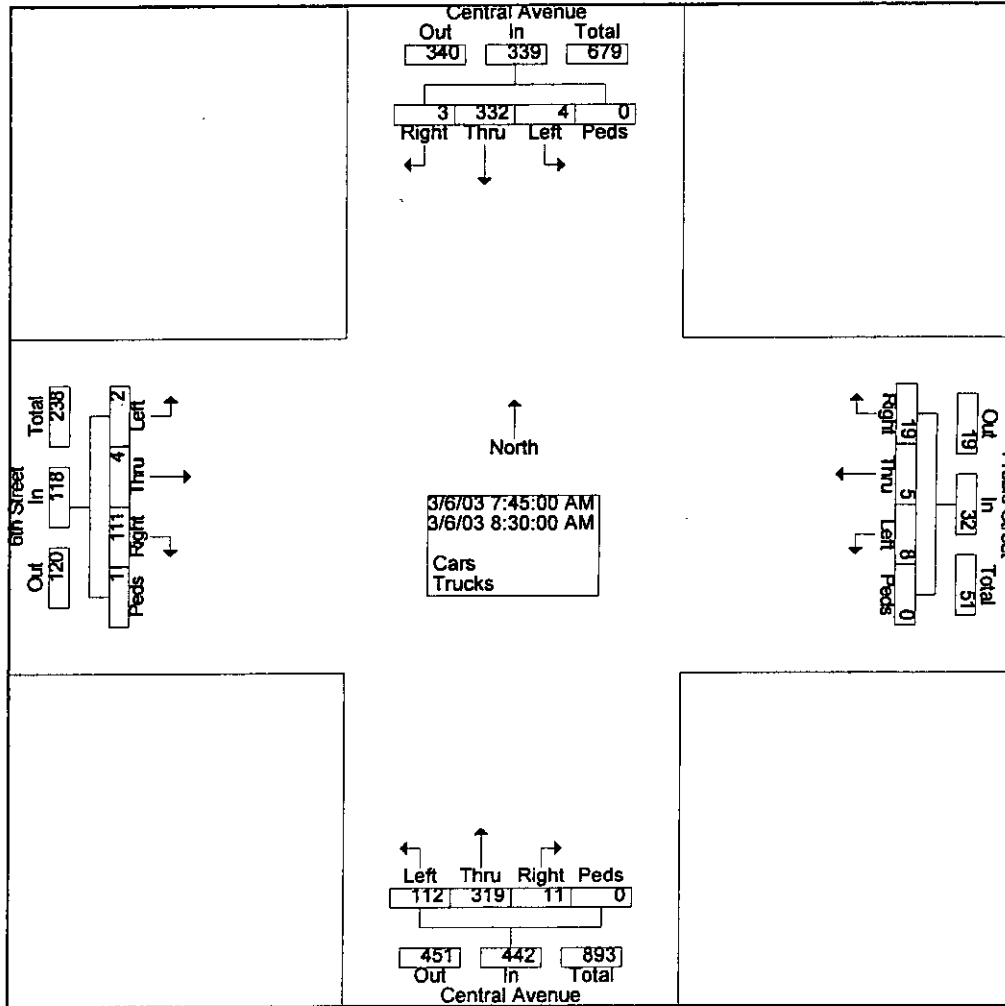 Central Avenue
Out In Total
340 339 679
3 332 4 0
Right Thru Left Peds
Total In Out
238 118 120
6th Street
2 4 111 1
Left Thru Right Peds
North
3/6/03 7:45:00 AM
3/6/03 8:30:00 AM
Cars
Trucks
Right Thru Left Peds
19 5 8 0
Out In Total
19 32 51
Left Thru Right Peds
112 319 11 0
451 442 893
Out In Total
Central Avenue